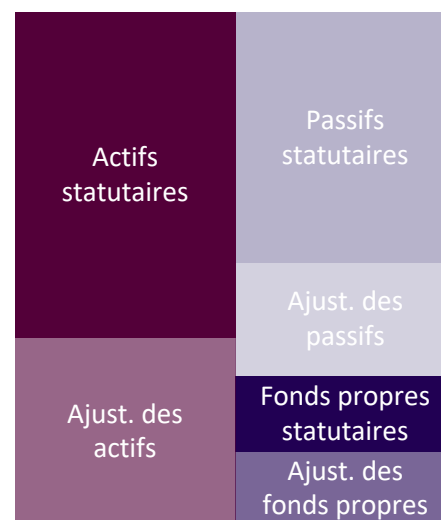 Actifs
statutaires
Ajust. des
actifs
Passifs
statutaires
Ajust. des
passifs
Fonds propres
statutaires
Ajust. des
fonds propres